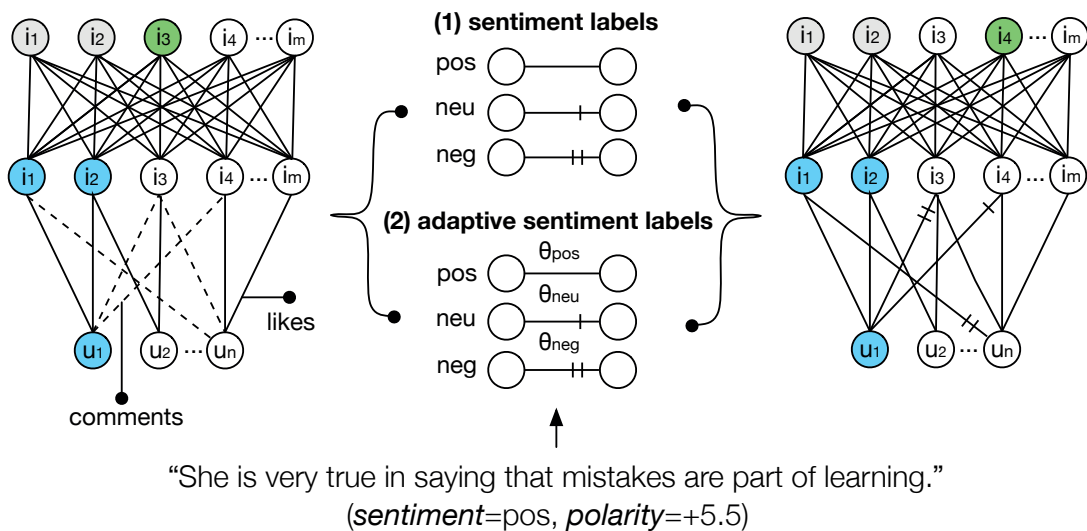 i1 i2 i3 i4 ... im
i1 i2 i3 i4 ... im
u1 u2 ... un
likes
comments
(1) sentiment labels
pos
neu
neg
(2) adaptive sentiment labels
θpos
pos
θneu
neu
θneg
neg
i1 i2 i3 i4 ... im
i1 i2 i3 i4 ... im
u1 u2 ... un
“She is very true in saying that mistakes are part of learning.”
(sentiment=pos, polarity=+5.5)